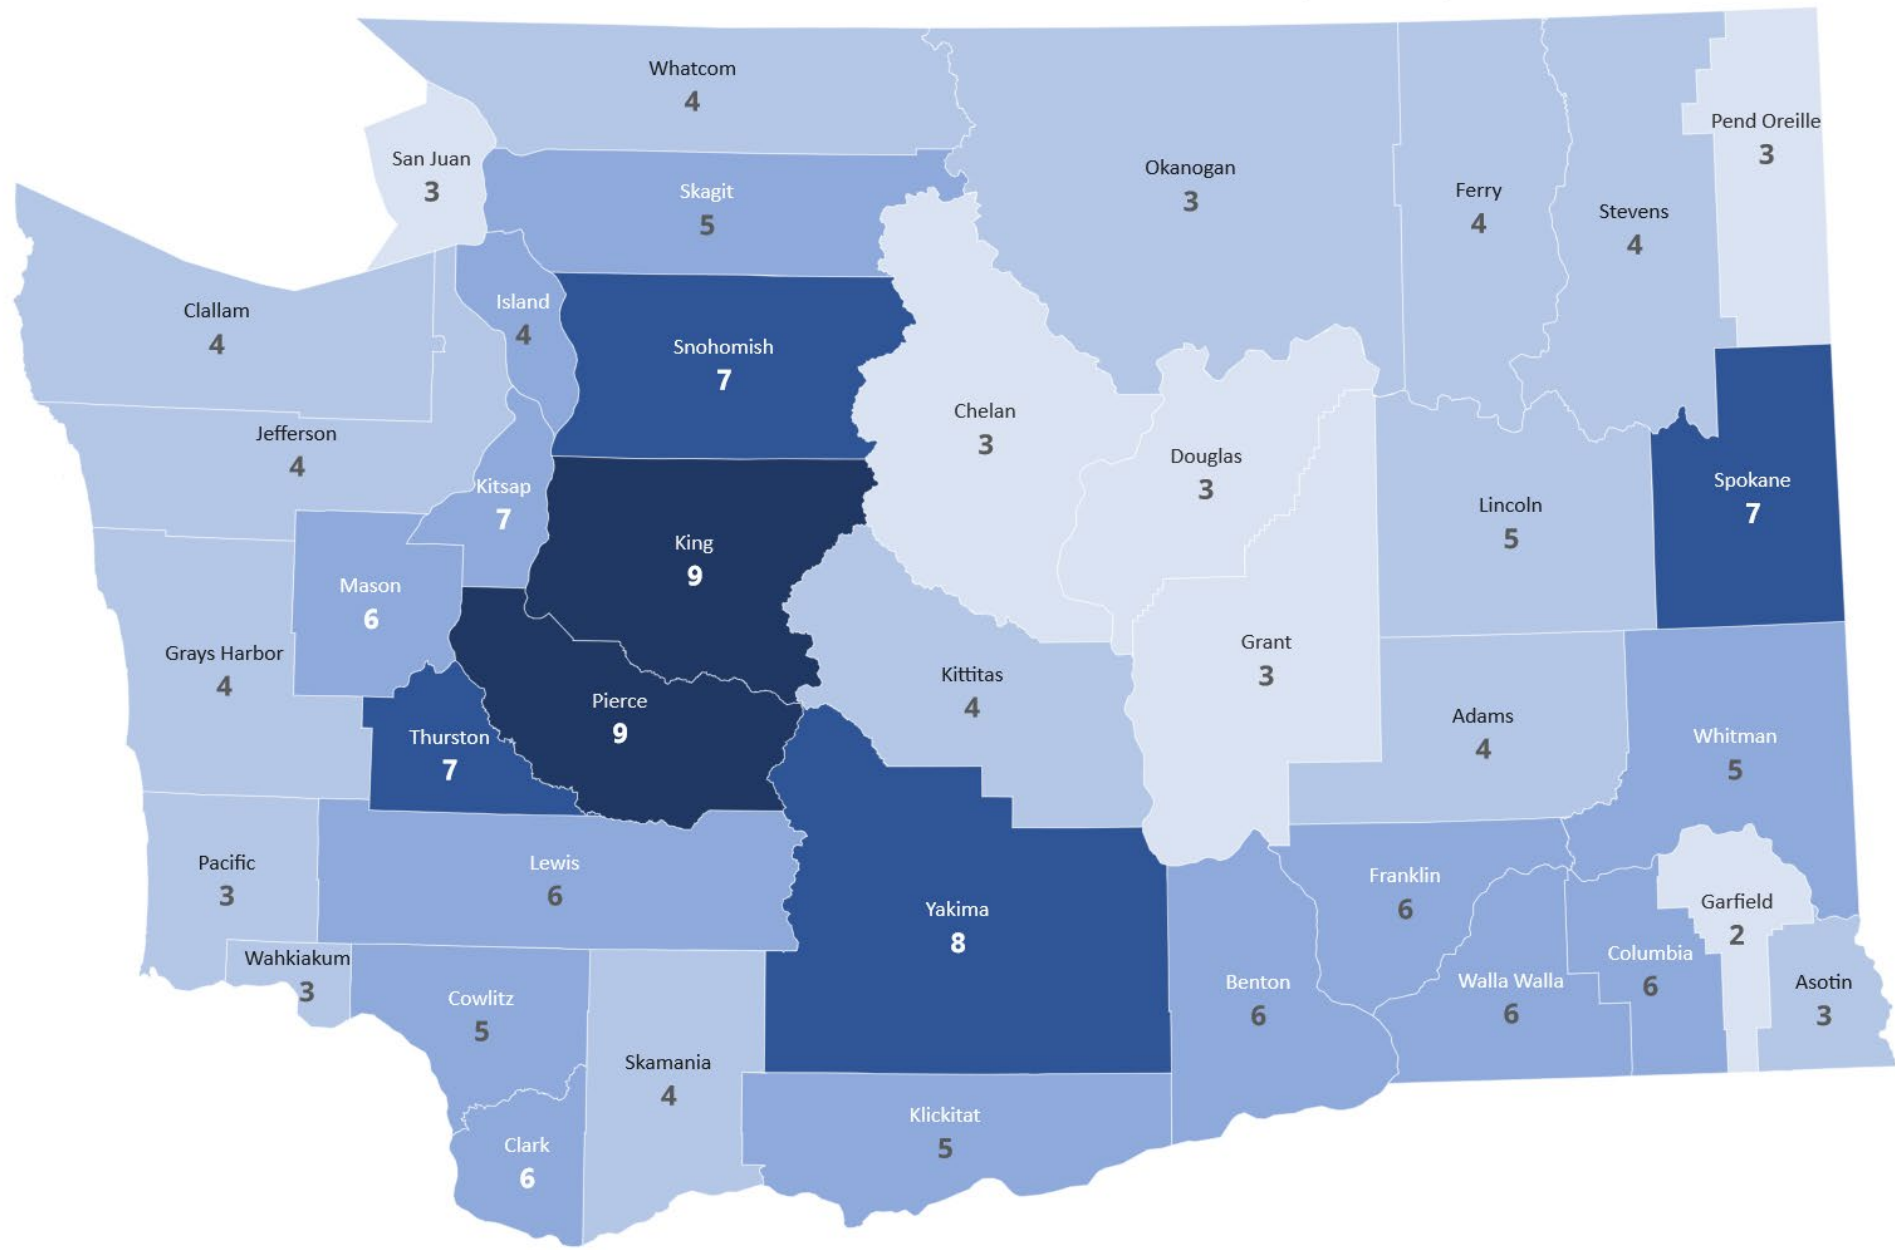 Whatcom
4
San Juan
3
Skagit
5
Okanogan
3
Ferry
4
Stevens
4
Pend Oreille
3
Clallam
4
Island
4
Snohomish
7
Chelan
3
Douglas
3
Jefferson
4
Kitsap
7
King
9
Lincoln
5
Spokane
7
Mason
6
Grays Harbor
4
Kittitas
4
Grant
3
Thurston
7
Pierce
9
Adams
4
Whitman
5
Pacific
3
Lewis
6
Yakima
8
Franklin
6
Garfield
2
Wahkiakum
3
Cowlitz
5
Benton
6
Walla Walla
6
Columbia
6
Asotin
3
Skamania
4
Klickitat
5
Clark
6